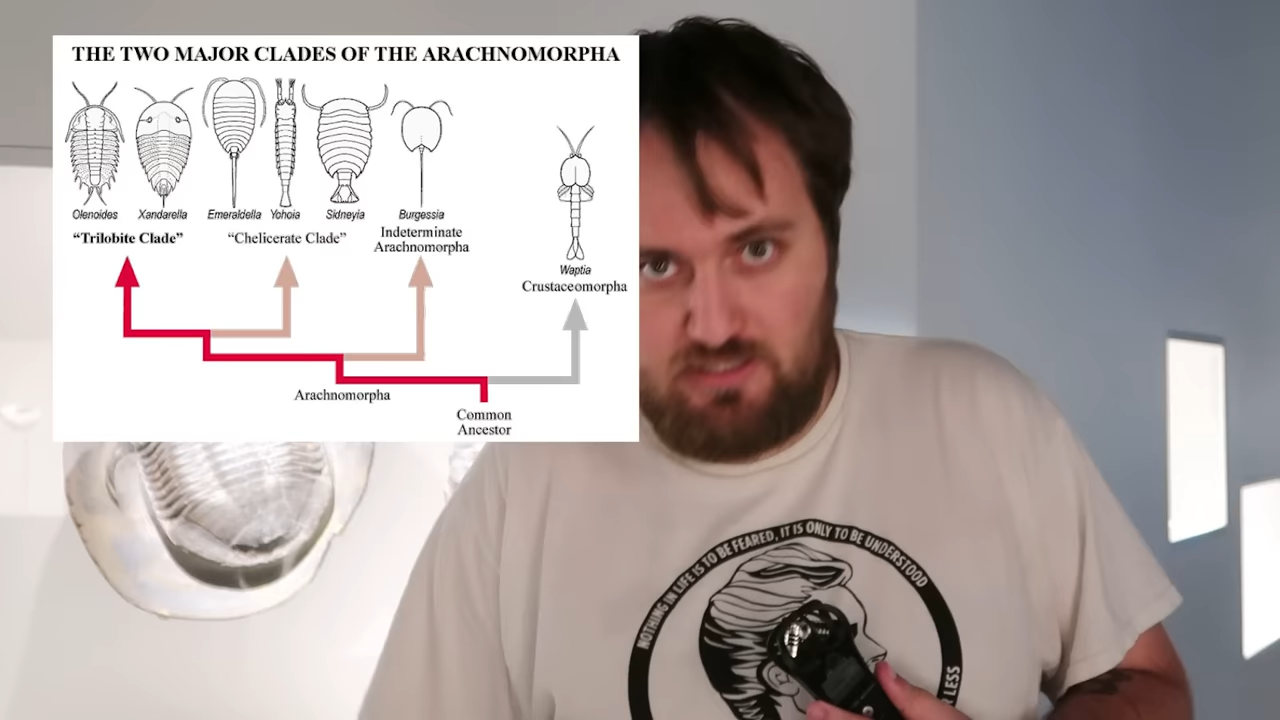 THE TWO MAJOR CLADES OF THE ARACHNOMORPHA
Olenoides Xandarella Emeraldella Yohoia Sidneyia Burgessia
"Trilobite Clade" "Chelicerate Clade" Indeterminate
Arachnomorpha
Waptia
Crustaceomorpha
Arachnomorpha
Common
Ancestor
NOTHING IN LIFE IS TO BE FEARED, IT IS ONLY TO BE UNDERSTOOD
LESS